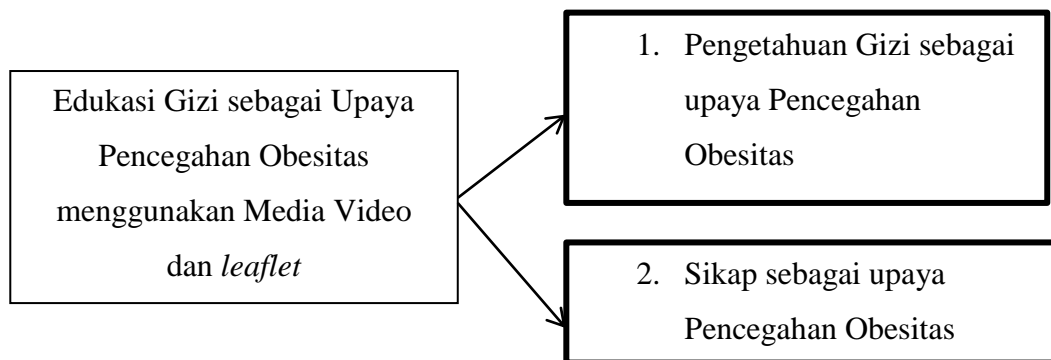 Edukasi Gizi sebagai Upaya
Pencegahan Obesitas
menggunakan Media Video
dan leaflet
1. Pengetahuan Gizi sebagai
upaya Pencegahan
Obesitas
2. Sikap sebagai upaya
Pencegahan Obesitas